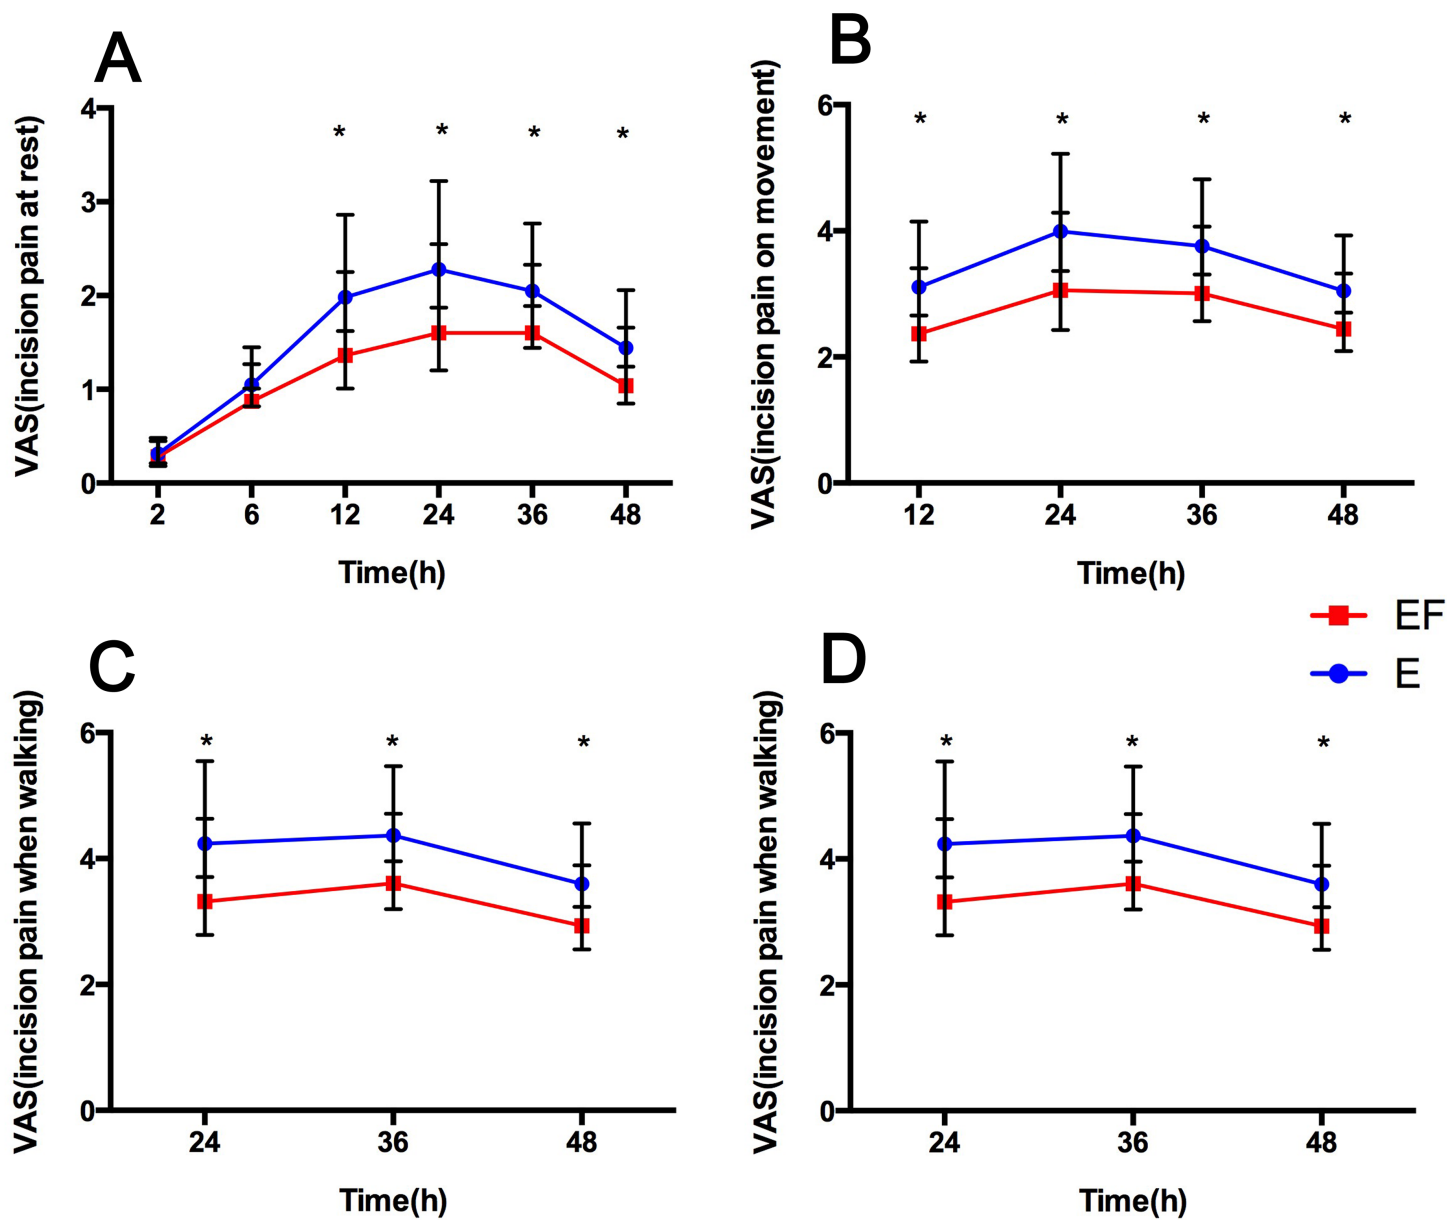 A
VAS(incision pain at rest)
4
3
2
1
0
* * * *
2 6 12 24 36 48
Time(h)
B
VAS(incision pain on movement)
6
4
2
0
* * * *
12 24 36 48
Time(h)
EF
E
C
VAS(incision pain when walking)
6
4
2
0
* * *
24 36 48
Time(h)
D
VAS(incision pain when walking)
6
4
2
0
* * *
24 36 48
Time(h)